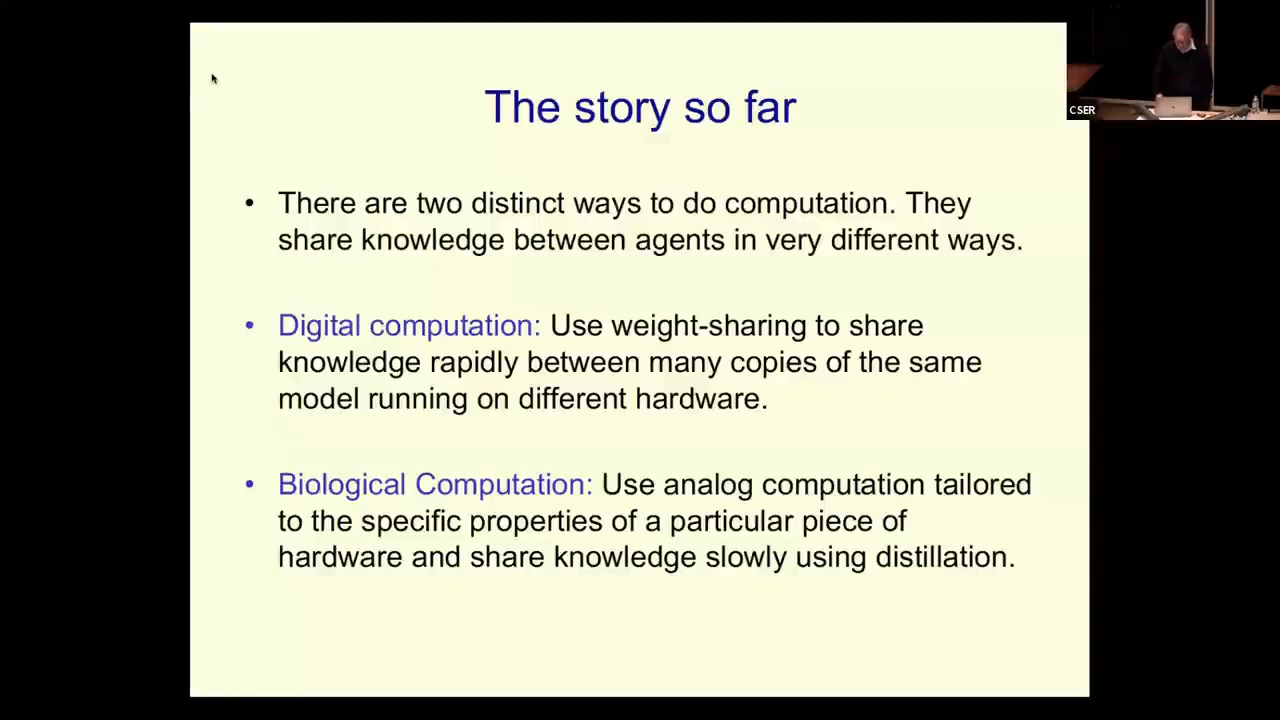 The story so far
CSER
• There are two distinct ways to do computation. They
share knowledge between agents in very different ways.
• Digital computation: Use weight-sharing to share
knowledge rapidly between many copies of the same
model running on different hardware.
• Biological Computation: Use analog computation tailored
to the specific properties of a particular piece of
hardware and share knowledge slowly using distillation.